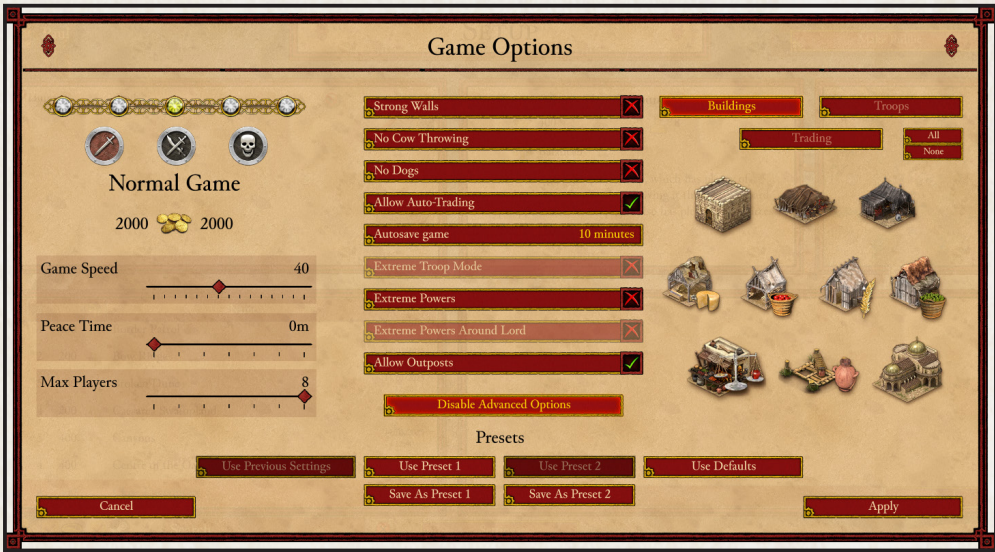 Game Options
Normal Game
2000 2000
Game Speed 40
Peace Time 0m
Max Players 8
Strong Walls
No Cow Throwing
No Dogs
Allow Auto-Trading
Autosave game 10 minutes
Extreme Troop Mode
Extreme Powers
Extreme Powers Around Lord
Allow Outposts
Disable Advanced Options
Buildings Troops
Trading
All
None
Presets
Use Previous Settings Use Preset 1 Use Preset 2 Use Defaults
Save As Preset 1 Save As Preset 2
Cancel Apply